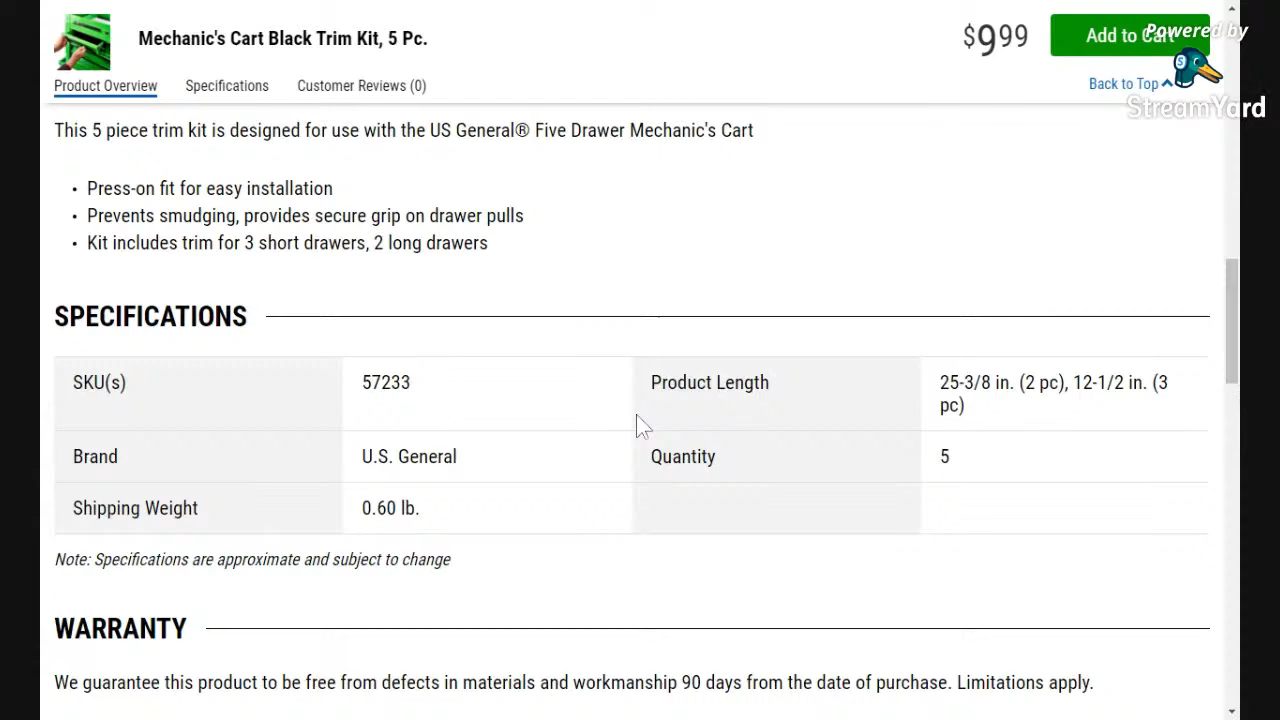 Mechanic's Cart Black Trim Kit, 5 Pc.
$9 99
Add to Cart
Powered by
Product Overview
Specifications
Customer Reviews (0)
Back to Top
StreamYard
This 5 piece trim kit is designed for use with the US General® Five Drawer Mechanic's Cart
• Press-on fit for easy installation
• Prevents smudging, provides secure grip on drawer pulls
• Kit includes trim for 3 short drawers, 2 long drawers
SPECIFICATIONS
SKU(s) 57233 Product Length 25-3/8 in. (2 pc), 12-1/2 in. (3
pc)
Brand U.S. General Quantity 5
Shipping Weight 0.60 lb.
Note: Specifications are approximate and subject to change
WARRANTY
We guarantee this product to be free from defects in materials and workmanship 90 days from the date of purchase. Limitations apply.